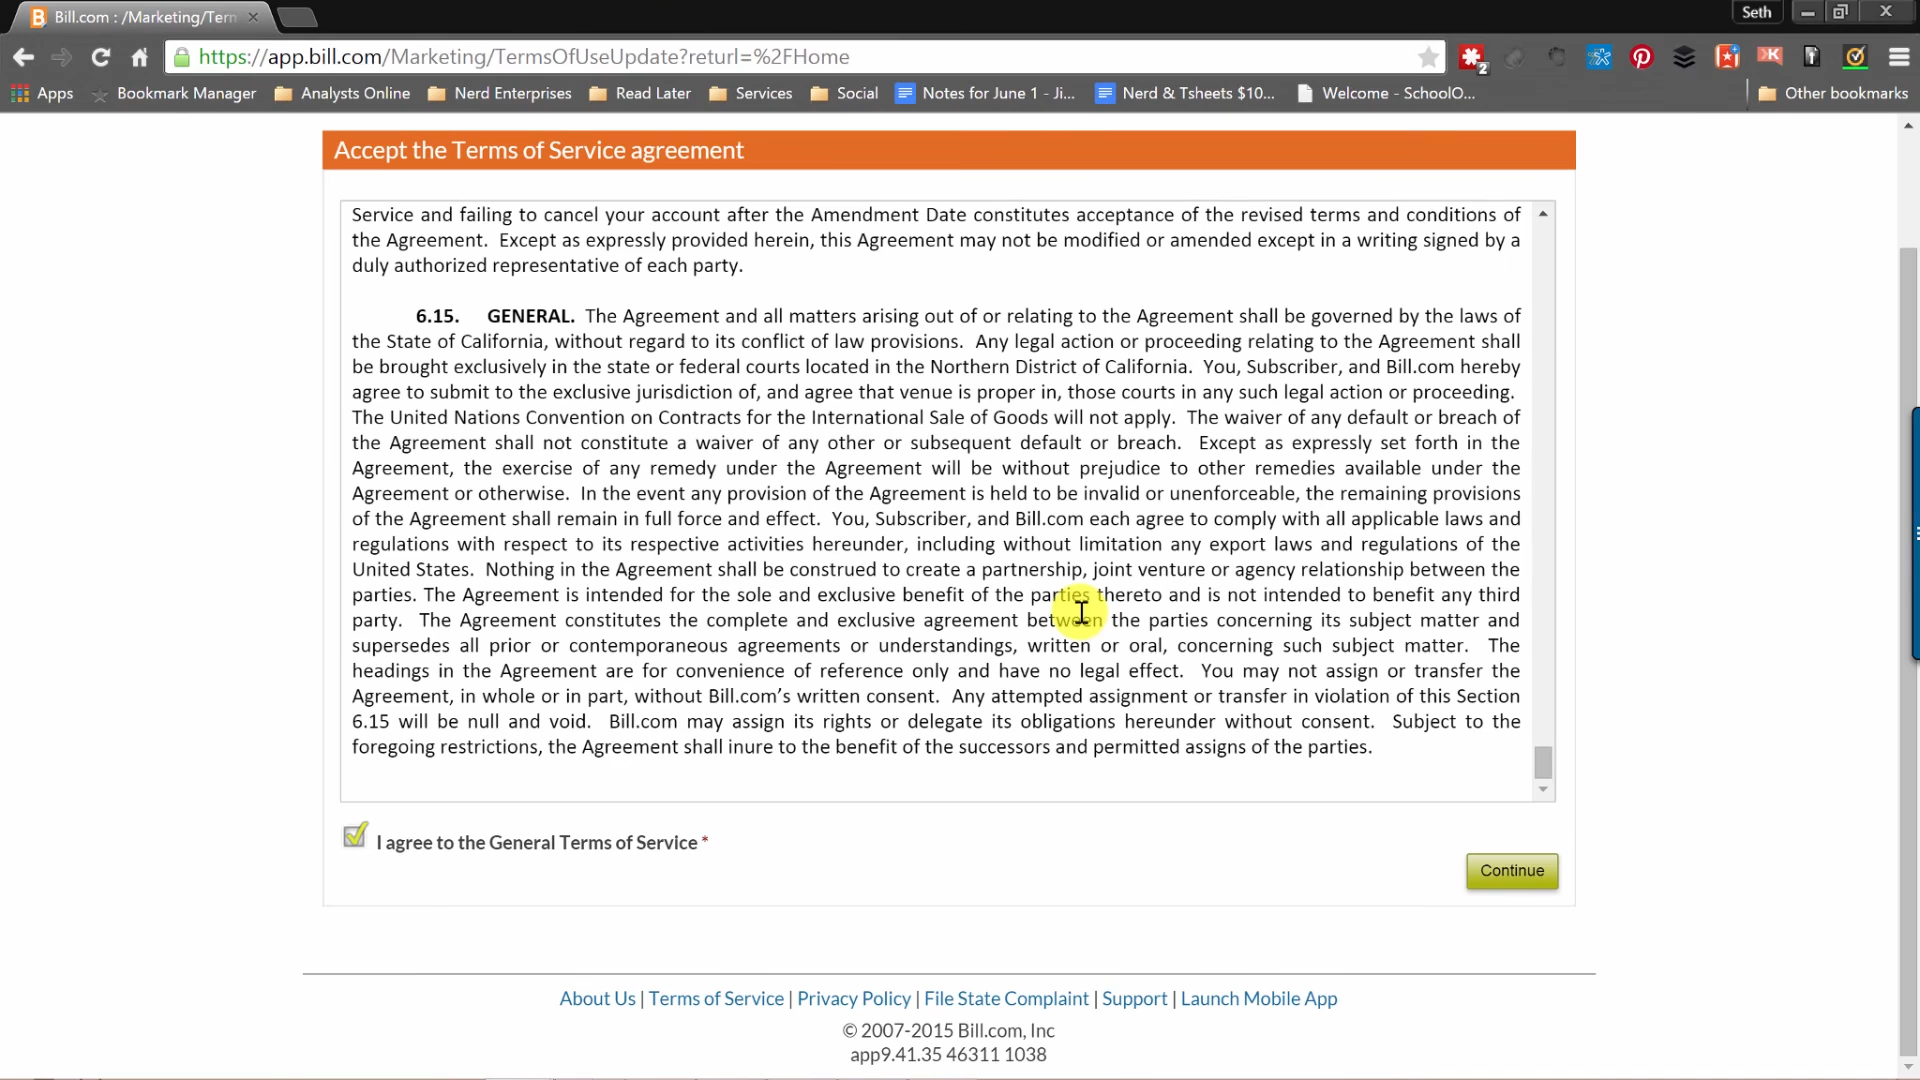 Bill.com : /Marketing/Term
Seth
https://app.bill.com/Marketing/TermsOfUseUpdate?returl=%2FHome
2
Apps Bookmark Manager Analysts Online Nerd Enterprises Read Later Services Social Notes for June 1 - Ji... Nerd & Tsheets $10... Welcome - SchoolO... Other bookmarks
Accept the Terms of Service agreement
Service and failing to cancel your account after the Amendment Date constitutes acceptance of the revised terms and conditions of
the Agreement. Except as expressly provided herein, this Agreement may not be modified or amended except in a writing signed by a
duly authorized representative of each party.
6.15. GENERAL. The Agreement and all matters arising out of or relating to the Agreement shall be governed by the laws of
the State of California, without regard to its conflict of law provisions. Any legal action or proceeding relating to the Agreement shall
be brought exclusively in the state or federal courts located in the Northern District of California. You, Subscriber, and Bill.com hereby
agree to submit to the exclusive jurisdiction of, and agree that venue is proper in, those courts in any such legal action or proceeding.
The United Nations Convention on Contracts for the International Sale of Goods will not apply. The waiver of any default or breach of
the Agreement shall not constitute a waiver of any other or subsequent default or breach. Except as expressly set forth in the
Agreement, the exercise of any remedy under the Agreement will be without prejudice to other remedies available under the
Agreement or otherwise. In the event any provision of the Agreement is held to be invalid or unenforceable, the remaining provisions
of the Agreement shall remain in full force and effect. You, Subscriber, and Bill.com each agree to comply with all applicable laws and
regulations with respect to its respective activities hereunder, including without limitation any export laws and regulations of the
United States. Nothing in the Agreement shall be construed to create a partnership, joint venture or agency relationship between the
parties. The Agreement is intended for the sole and exclusive benefit of the parties thereto and is not intended to benefit any third
party. The Agreement constitutes the complete and exclusive agreement between the parties concerning its subject matter and
supersedes all prior or contemporaneous agreements or understandings, written or oral, concerning such subject matter. The
headings in the Agreement are for convenience of reference only and have no legal effect. You may not assign or transfer the
Agreement, in whole or in part, without Bill.com’s written consent. Any attempted assignment or transfer in violation of this Section
6.15 will be null and void. Bill.com may assign its rights or delegate its obligations hereunder without consent. Subject to the
foregoing restrictions, the Agreement shall inure to the benefit of the successors and permitted assigns of the parties.
I agree to the General Terms of Service *
Continue
About Us | Terms of Service | Privacy Policy | File State Complaint | Support | Launch Mobile App
© 2007-2015 Bill.com, Inc
app9.41.35 46311 1038